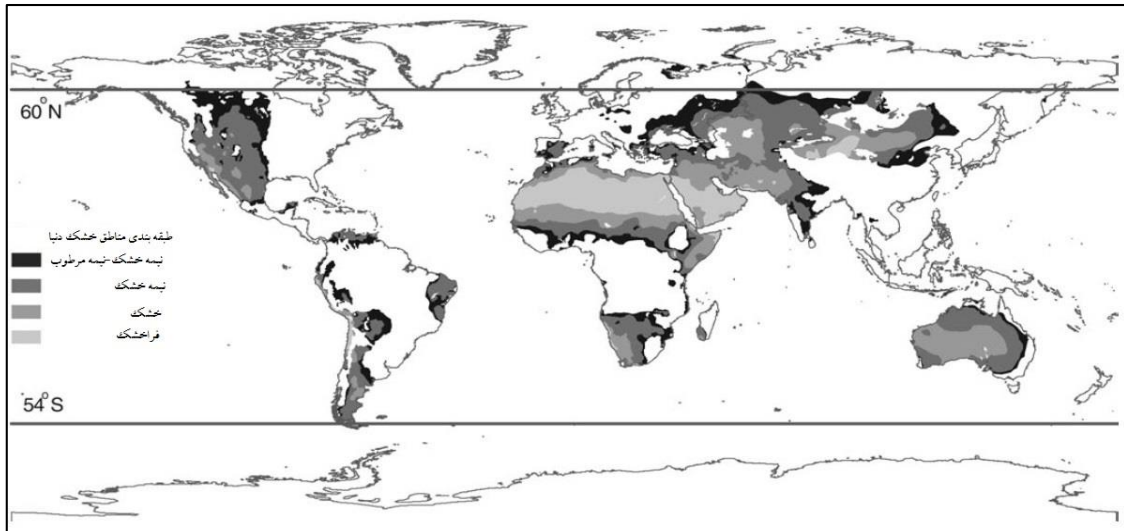 60°N
طبقه بندی مناطق خشک دنیا
نیمه خشک-نیمه مرطوب
نیمه خشک
خشک
فراخشک
54°S